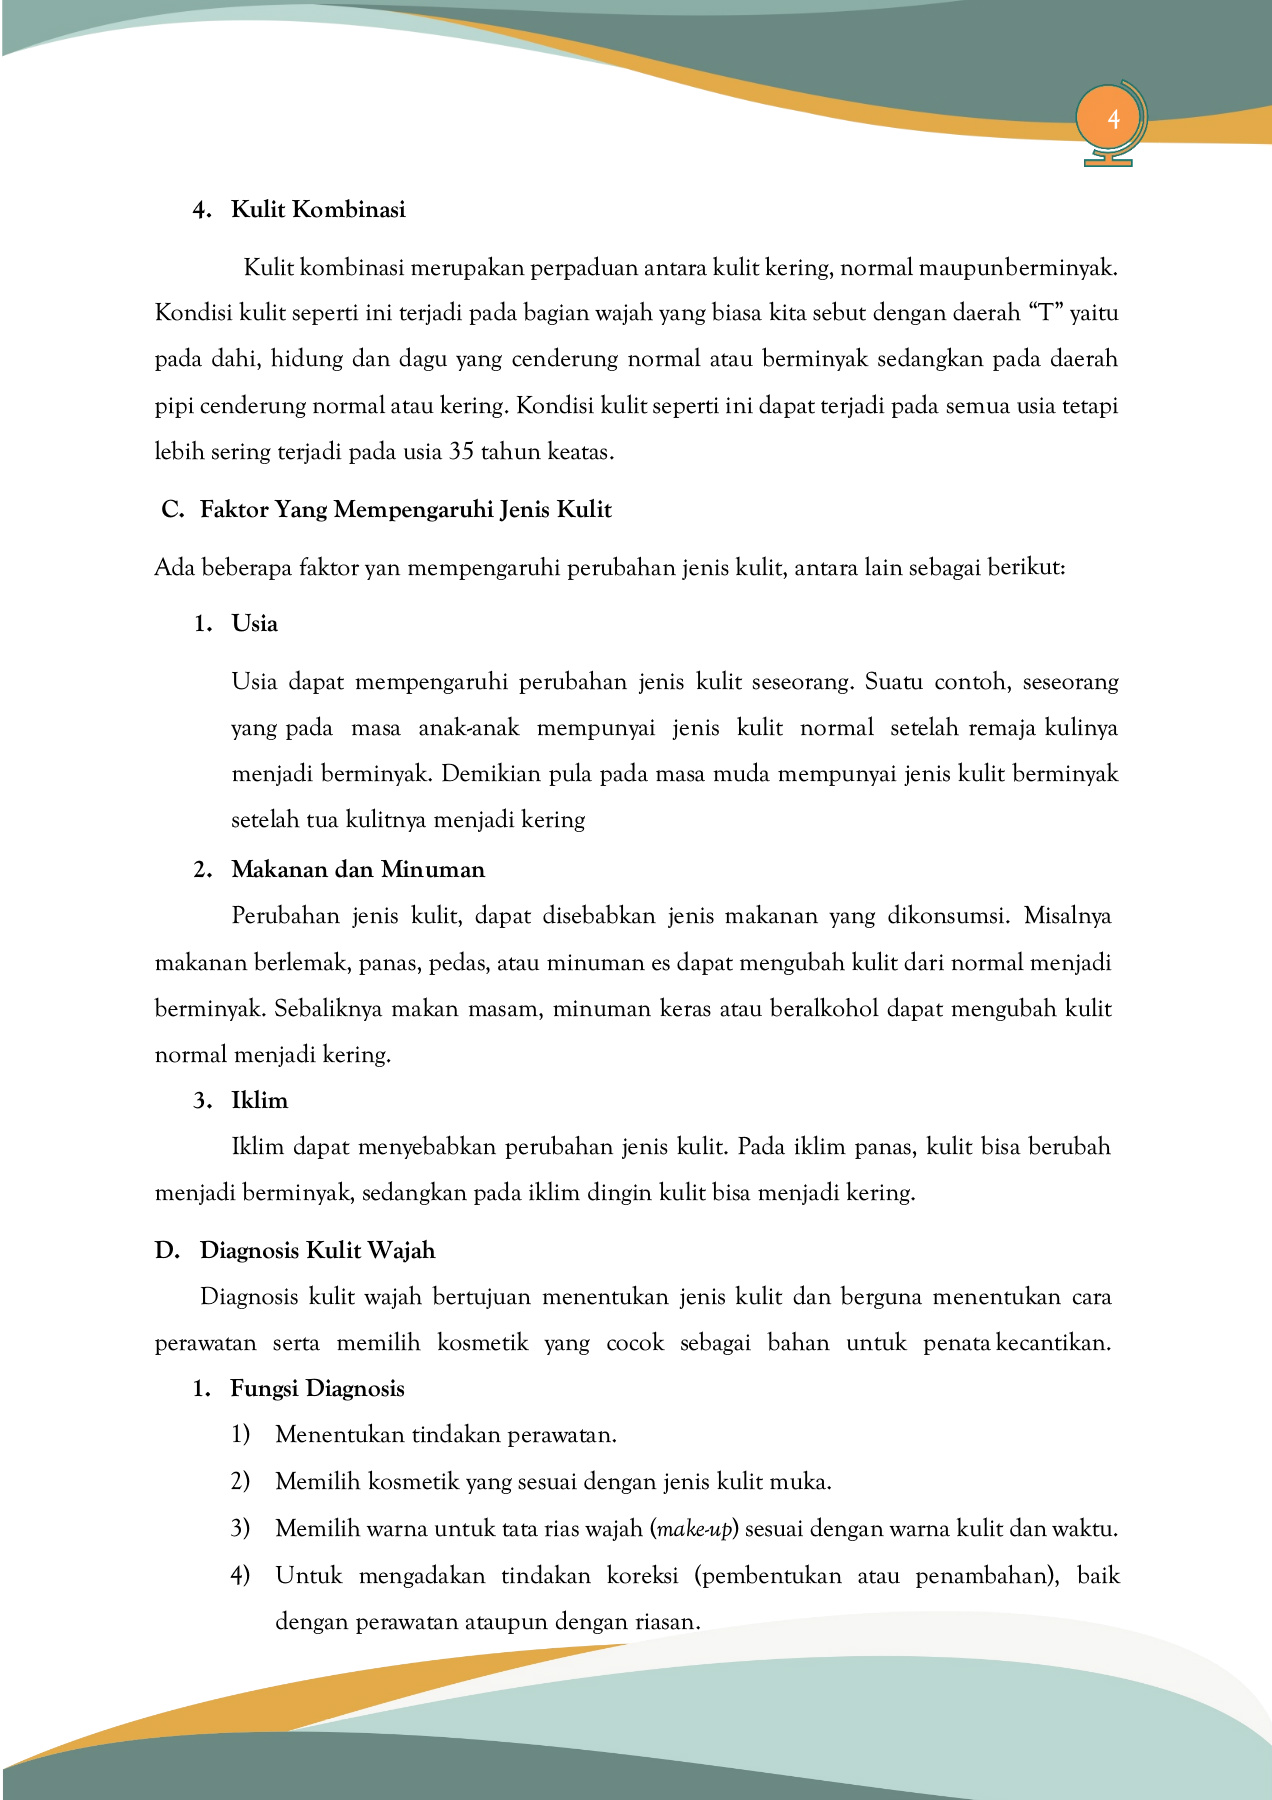 4
4. Kulit Kombinasi
Kulit kombinasi merupakan perpaduan antara kulit kering, normal maupunberminyak.
Kondisi kulit seperti ini terjadi pada bagian wajah yang biasa kita sebut dengan daerah “T” yaitu
pada dahi, hidung dan dagu yang cenderung normal atau berminyak sedangkan pada daerah
pipi cenderung normal atau kering. Kondisi kulit seperti ini dapat terjadi pada semua usia tetapi
lebih sering terjadi pada usia 35 tahun keatas.
C. Faktor Yang Mempengaruhi Jenis Kulit
Ada beberapa faktor yan mempengaruhi perubahan jenis kulit, antara lain sebagai berikut:
1. Usia
Usia dapat mempengaruhi perubahan jenis kulit seseorang. Suatu contoh, seseorang
yang pada masa anak-anak mempunyai jenis kulit normal setelah remaja kulinya
menjadi berminyak. Demikian pula pada masa muda mempunyai jenis kulit berminyak
setelah tua kulitnya menjadi kering
2. Makanan dan Minuman
Perubahan jenis kulit, dapat disebabkan jenis makanan yang dikonsumsi. Misalnya
makanan berlemak, panas, pedas, atau minuman es dapat mengubah kulit dari normal menjadi
berminyak. Sebaliknya makan masam, minuman keras atau beralkohol dapat mengubah kulit
normal menjadi kering.
3. Iklim
Iklim dapat menyebabkan perubahan jenis kulit. Pada iklim panas, kulit bisa berubah
menjadi berminyak, sedangkan pada iklim dingin kulit bisa menjadi kering.
D. Diagnosis Kulit Wajah
Diagnosis kulit wajah bertujuan menentukan jenis kulit dan berguna menentukan cara
perawatan serta memilih kosmetik yang cocok sebagai bahan untuk penata kecantikan.
1. Fungsi Diagnosis
1) Menentukan tindakan perawatan.
2) Memilih kosmetik yang sesuai dengan jenis kulit muka.
3) Memilih warna untuk tata rias wajah (make-up) sesuai dengan warna kulit dan waktu.
4) Untuk mengadakan tindakan koreksi (pembentukan atau penambahan), baik
dengan perawatan ataupun dengan riasan.